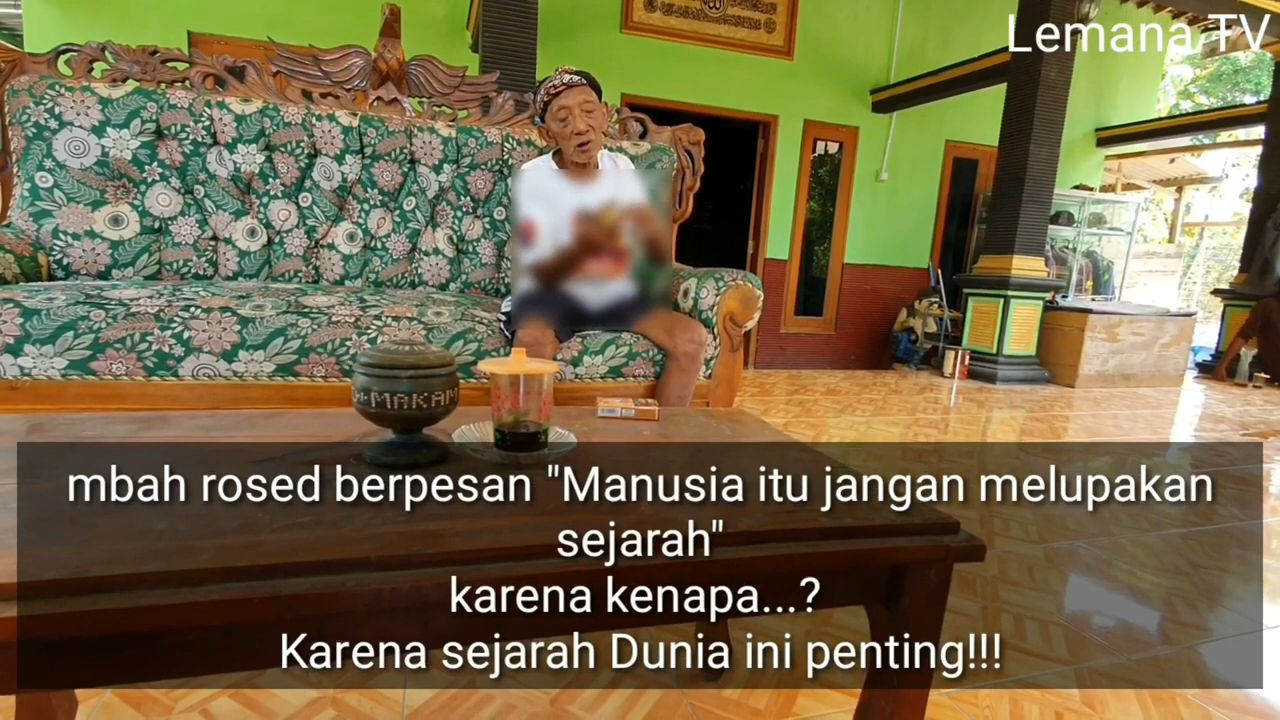 Lemana TV
MAKAM
mbah rosed berpesan "Manusia itu jangan melupakan
sejarah"
karena kenapa...?
Karena sejarah Dunia ini penting!!!